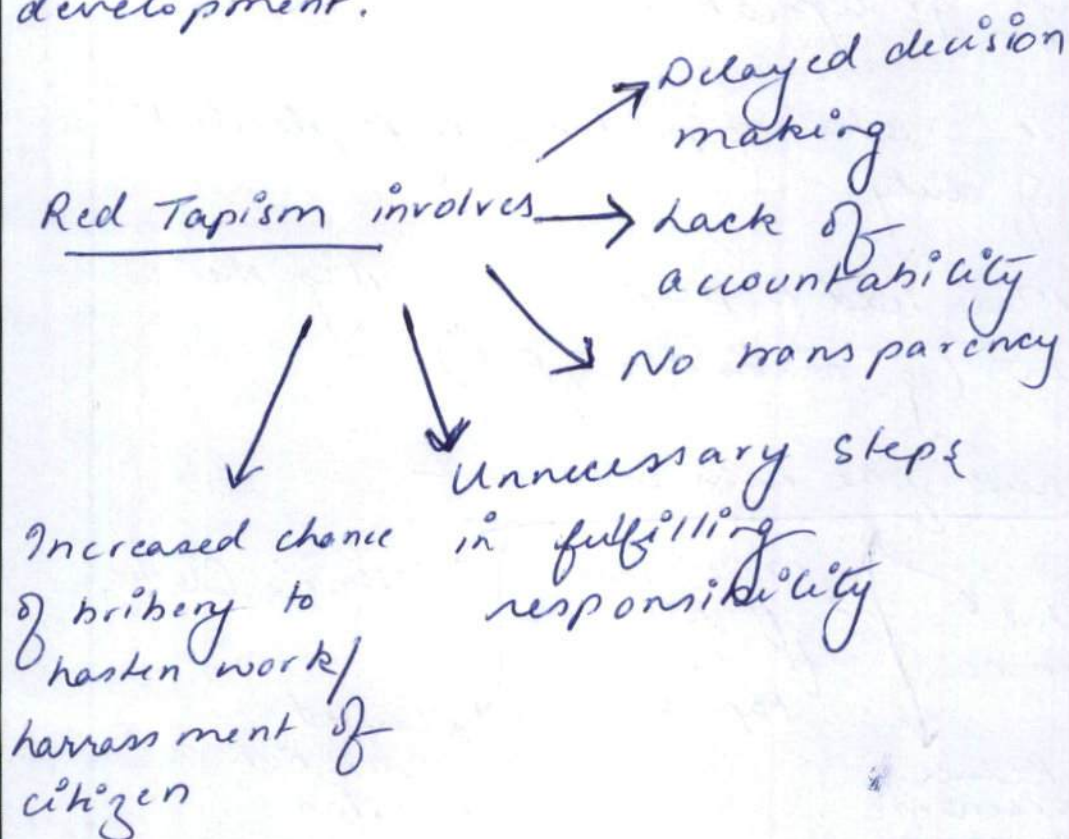 development.
Delayed decision
making
Red Tapism involves
Lack of
accountability
No transparency
Unnecessary steps
in fulfilling
responsibility
Increased chance
of bribery to
hasten work/
harrassment of
citizen